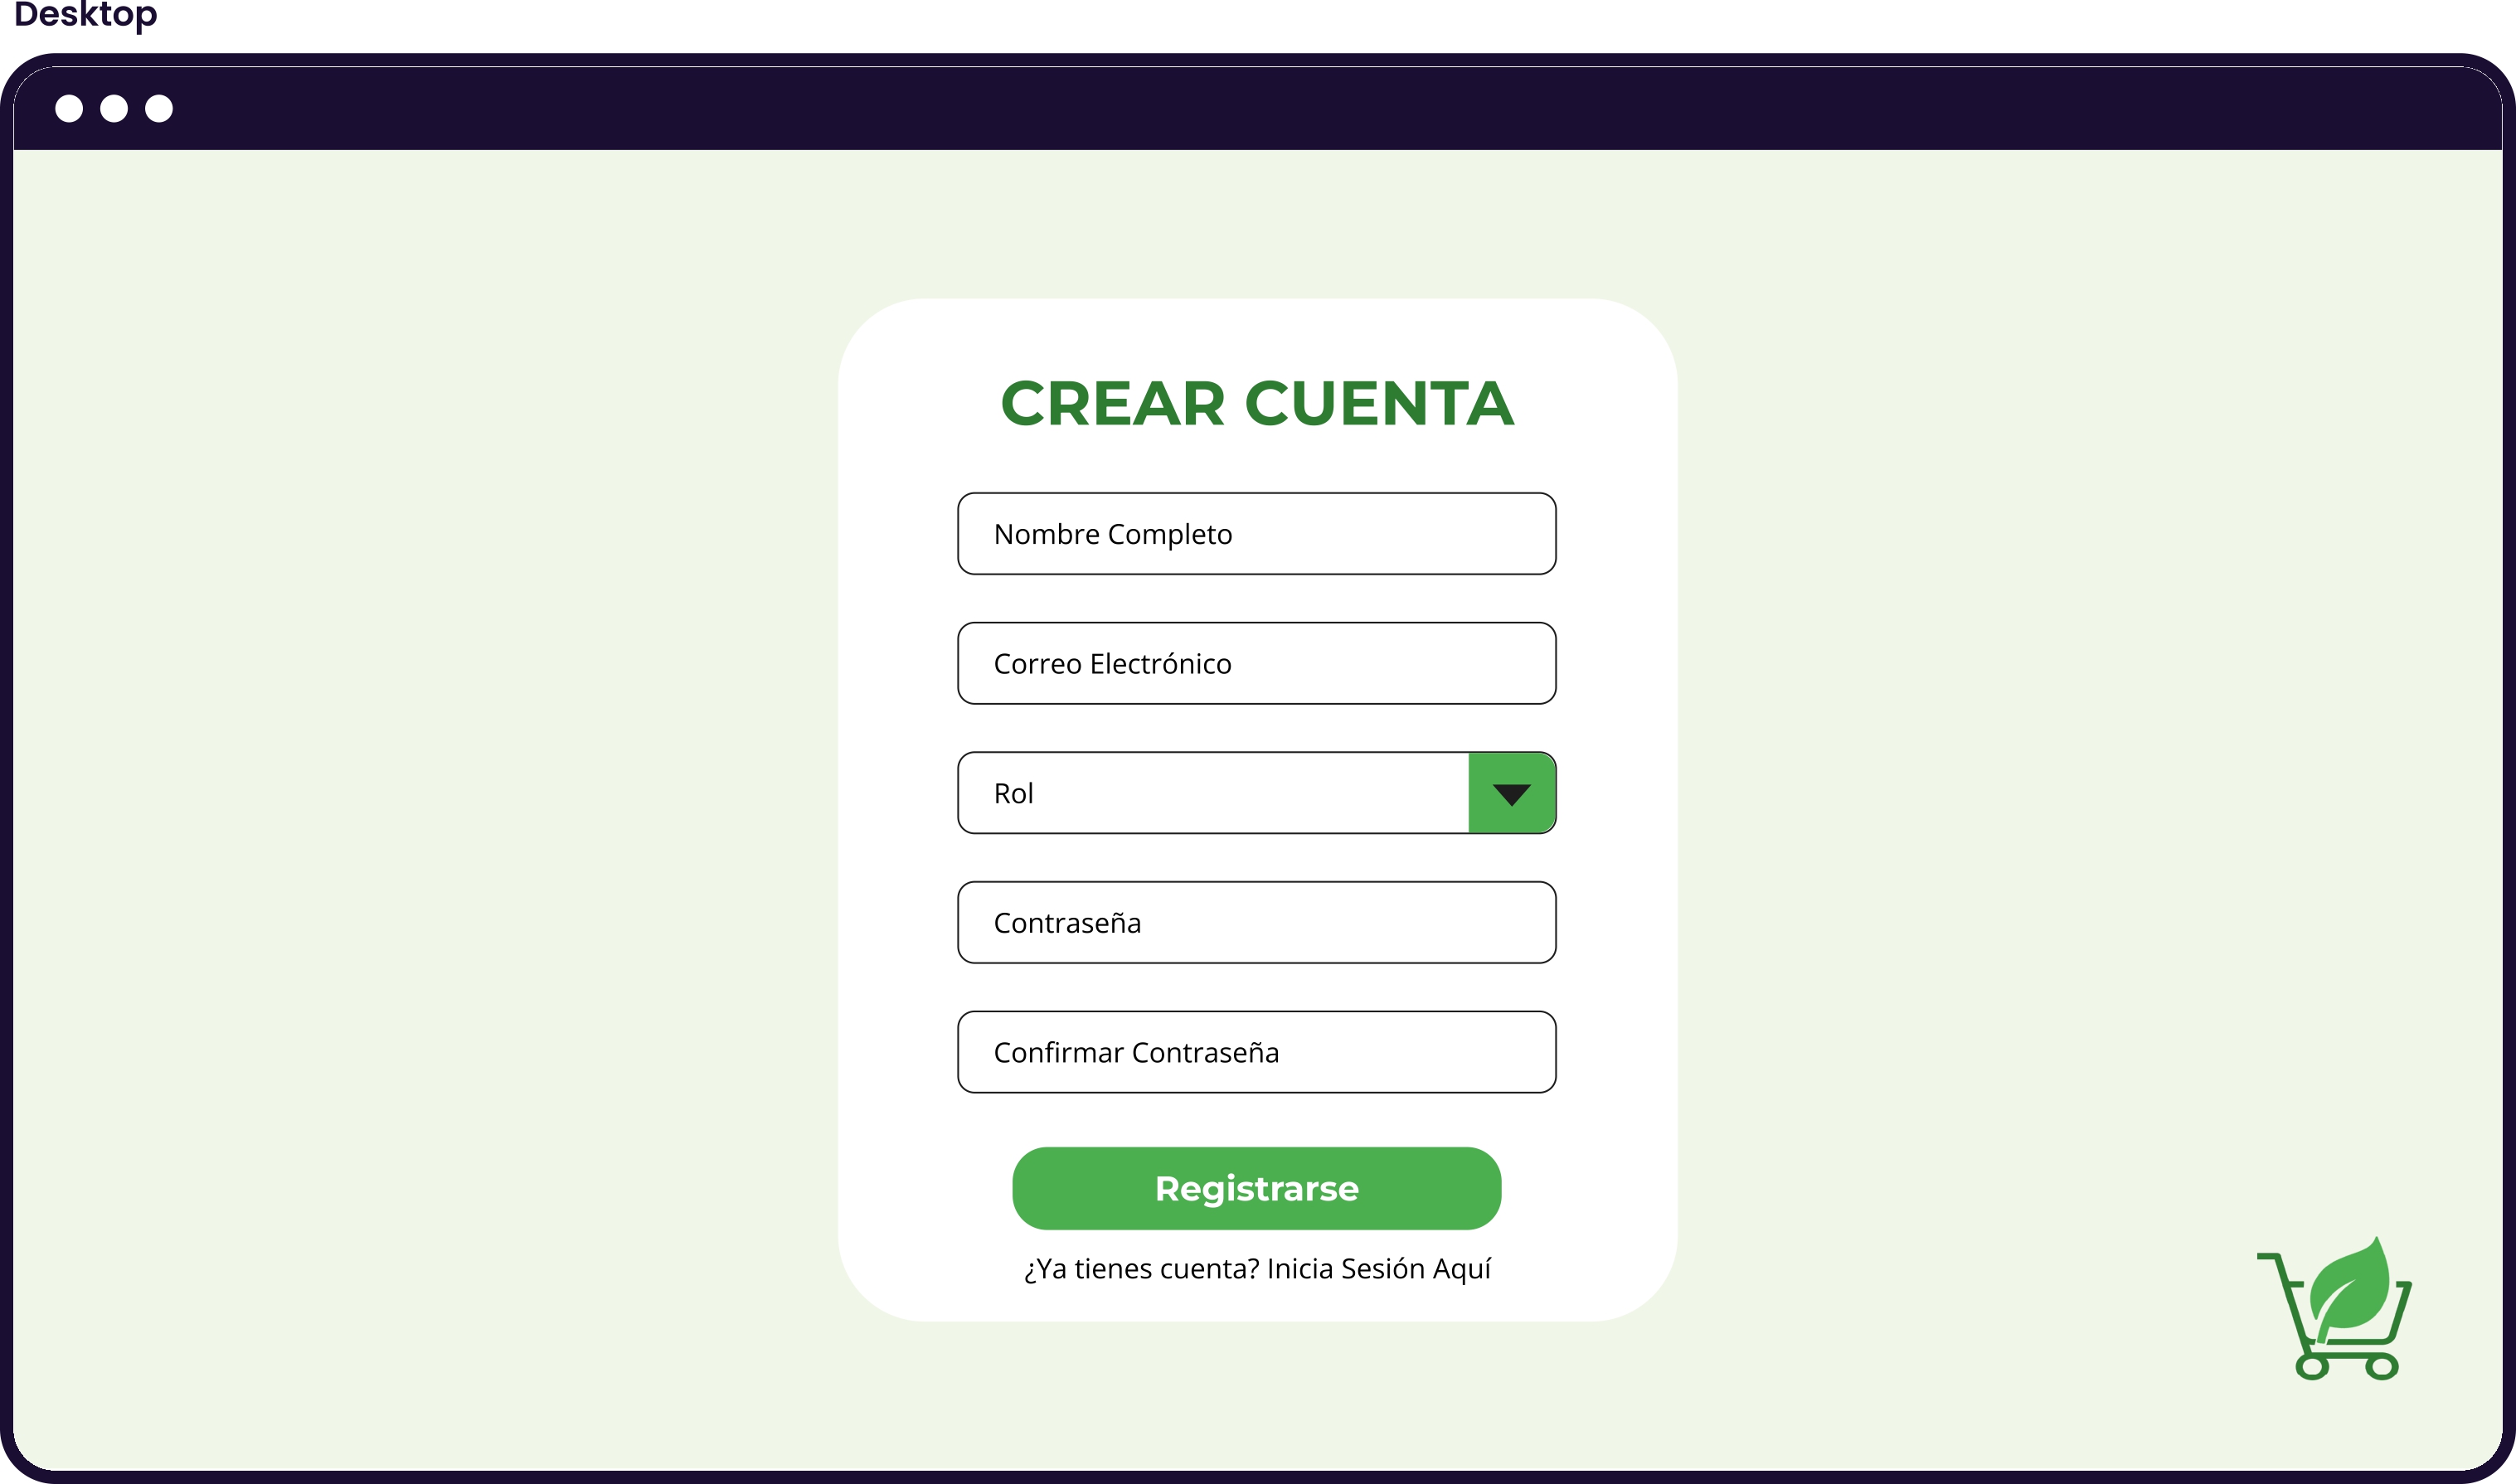 Desktop
CREAR CUENTA
Nombre Completo
Correo Electrónico
Rol
Contraseña
Confirmar Contraseña
Registrarse
¿Ya tienes cuenta? Inicia Sesión Aquí